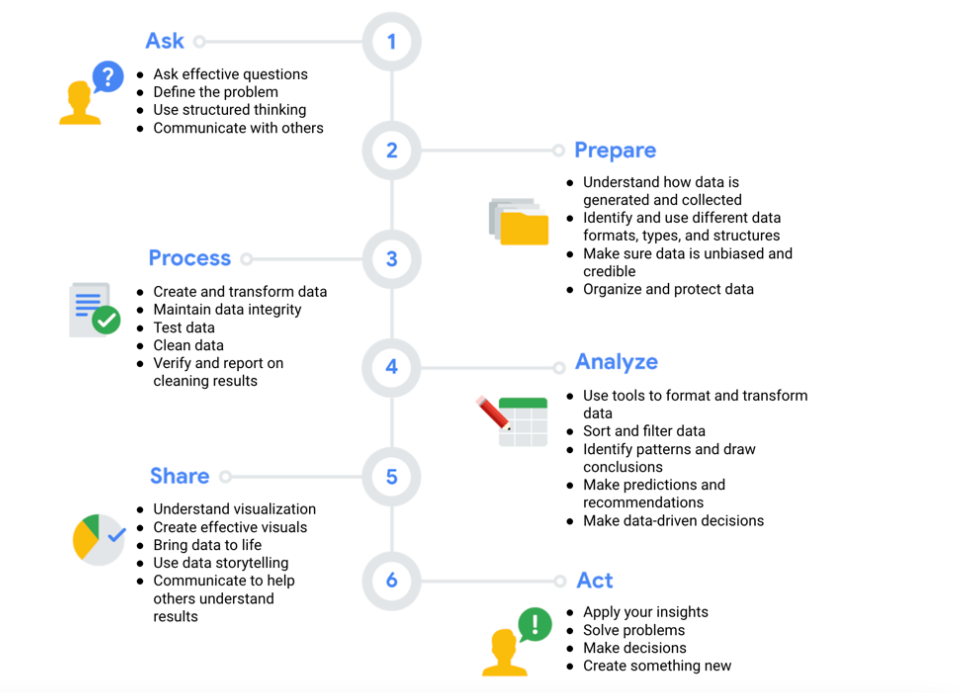 Ask
1
?
● Ask effective questions
● Define the problem
● Use structured thinking
● Communicate with others
2
Prepare
● Understand how data is
generated and collected
● Identify and use different data
formats, types, and structures
● Make sure data is unbiased and
credible
● Organize and protect data
Process
3
● Create and transform data
● Maintain data integrity
● Test data
● Clean data
● Verify and report on
cleaning results
4
Analyze
● Use tools to format and transform
data
● Sort and filter data
● Identify patterns and draw
conclusions
● Make predictions and
recommendations
● Make data-driven decisions
Share
5
● Understand visualization
● Create effective visuals
● Bring data to life
● Use data storytelling
● Communicate to help
others understand
results
6
Act
!
● Apply your insights
● Solve problems
● Make decisions
● Create something new